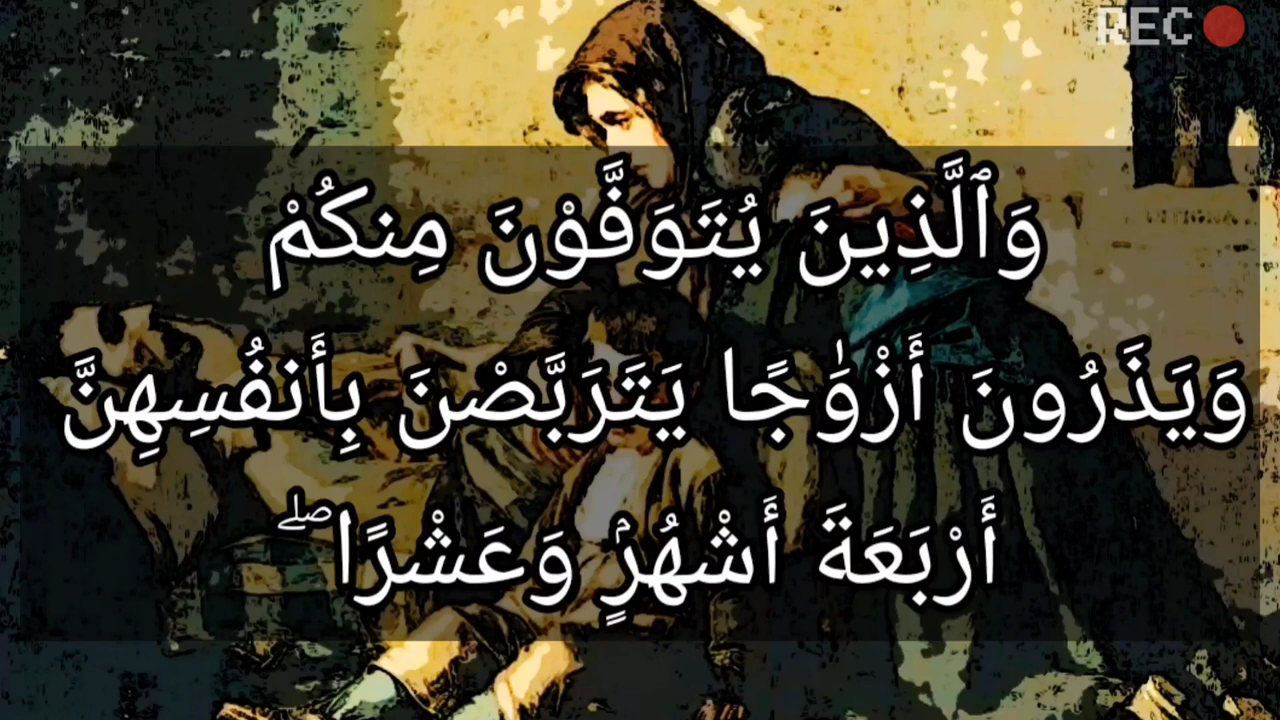 REC
وَٱلَّذِينَ يُتَوَفَّوْنَ مِنكُمْ
وَيَذَرُونَ أَزْوَٰجًا يَتَرَبَّصْنَ بِأَنفُسِهِنَّ
أَرْبَعَةَ أَشْهُرٍۢ وَعَشْرًا ۖ